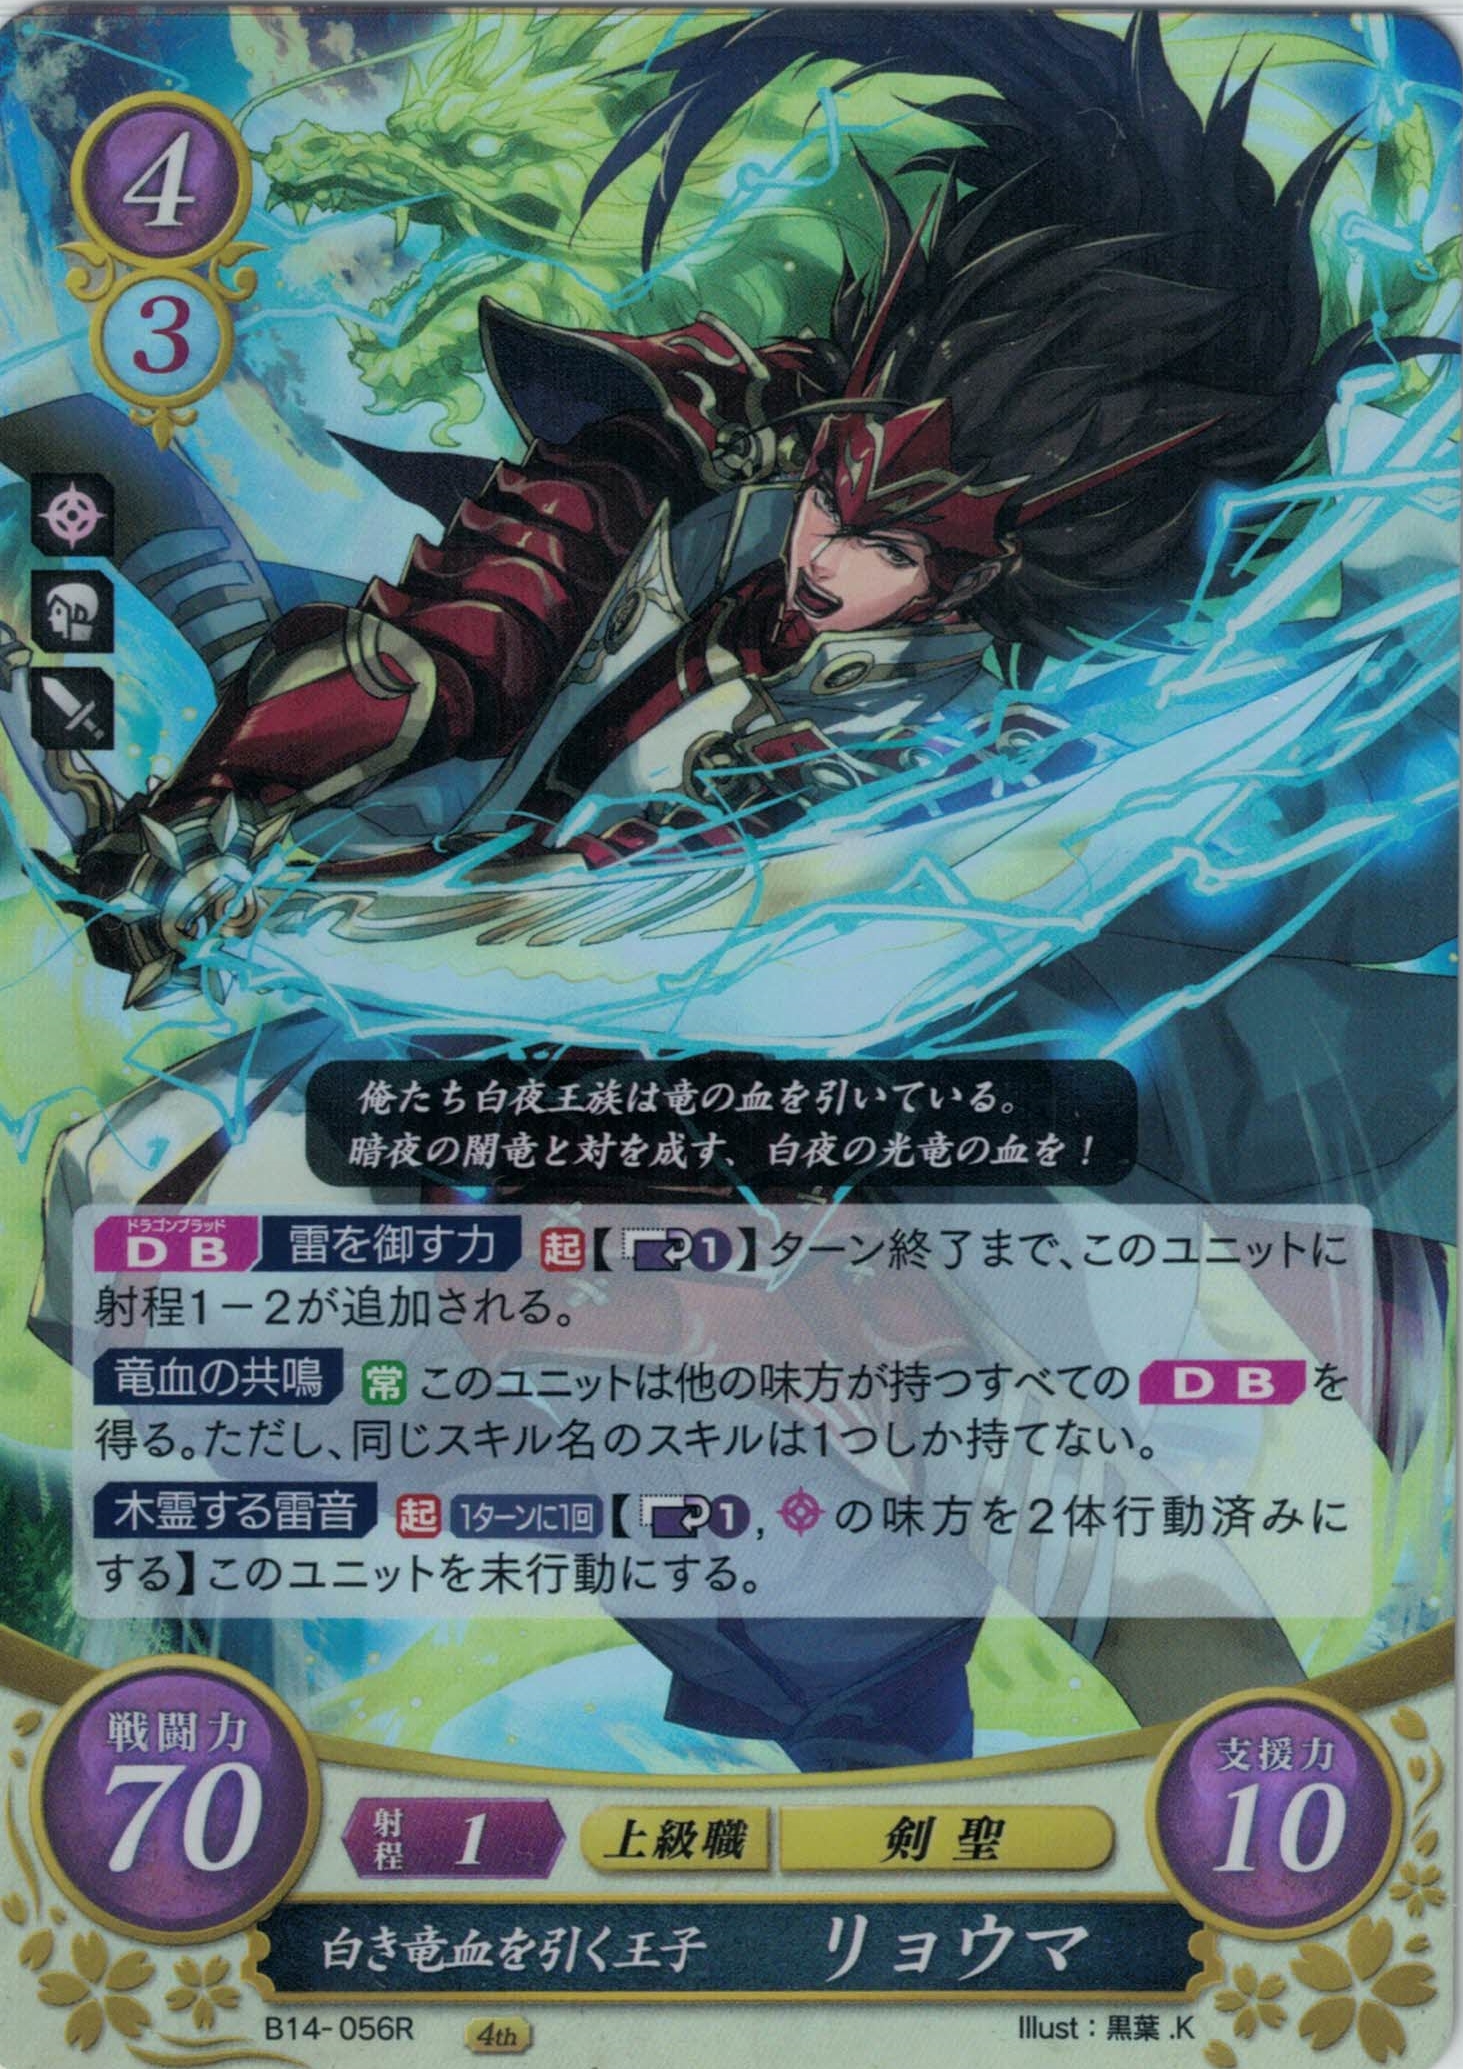 4
3
俺たち白夜王族は竜の血を引いている。
暗夜の闇竜と対を成す、白夜の光竜の血を！
ドラゴンブラッド
DB 雷を御す力 起【1】ターン終了まで、このユニットに
射程1－2が追加される。
竜血の共鳴 常 このユニットは他の味方が持つすべてのDBを
得る。ただし、同じスキル名のスキルは1つしか持てない。
木霊する雷音 起 1ターンに1回【1,の味方を2体行動済みに
する】このユニットを未行動にする。
戦闘力
70
射程 1
上級職 剣聖
支援力
10
白き竜血を引く王子 リョウマ
B14-056R 4th Illust：黒葉.K